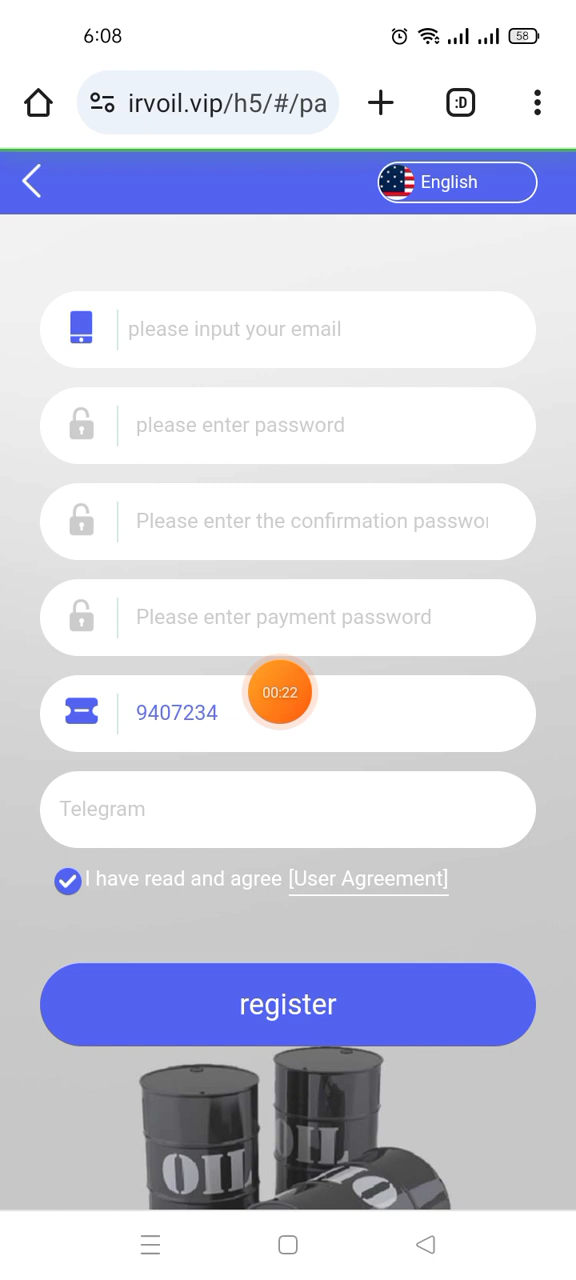 6:08
58
irvoil.vip/h5/#/pa
:D
English
please input your email
please enter password
Please enter the confirmation passwo
Please enter payment password
00:22
9407234
Telegram
I have read and agree [User Agreement]
register
OIL
OIL